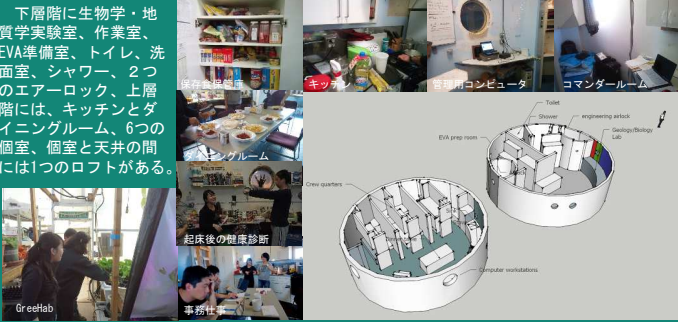 下層階に生物学・地
質学実験室、作業室、
EVA準備室、トイレ、洗
面室、シャワー、２つ
のエアーロック、上層
階には、キッチンとダ
イニングルーム、6つの
個室、個室と天井の間
には1つのロフトがある。
保存食保管庫
キッチン
管理用コンピュータ
コマンダールーム
ダイニングルーム
起床後の健康診断
事務仕事
GreeHab
Toilet
Shower
engineering airlock
EVA prep room
Geology/Biology
Lab
Crew quarters
Computer workstations